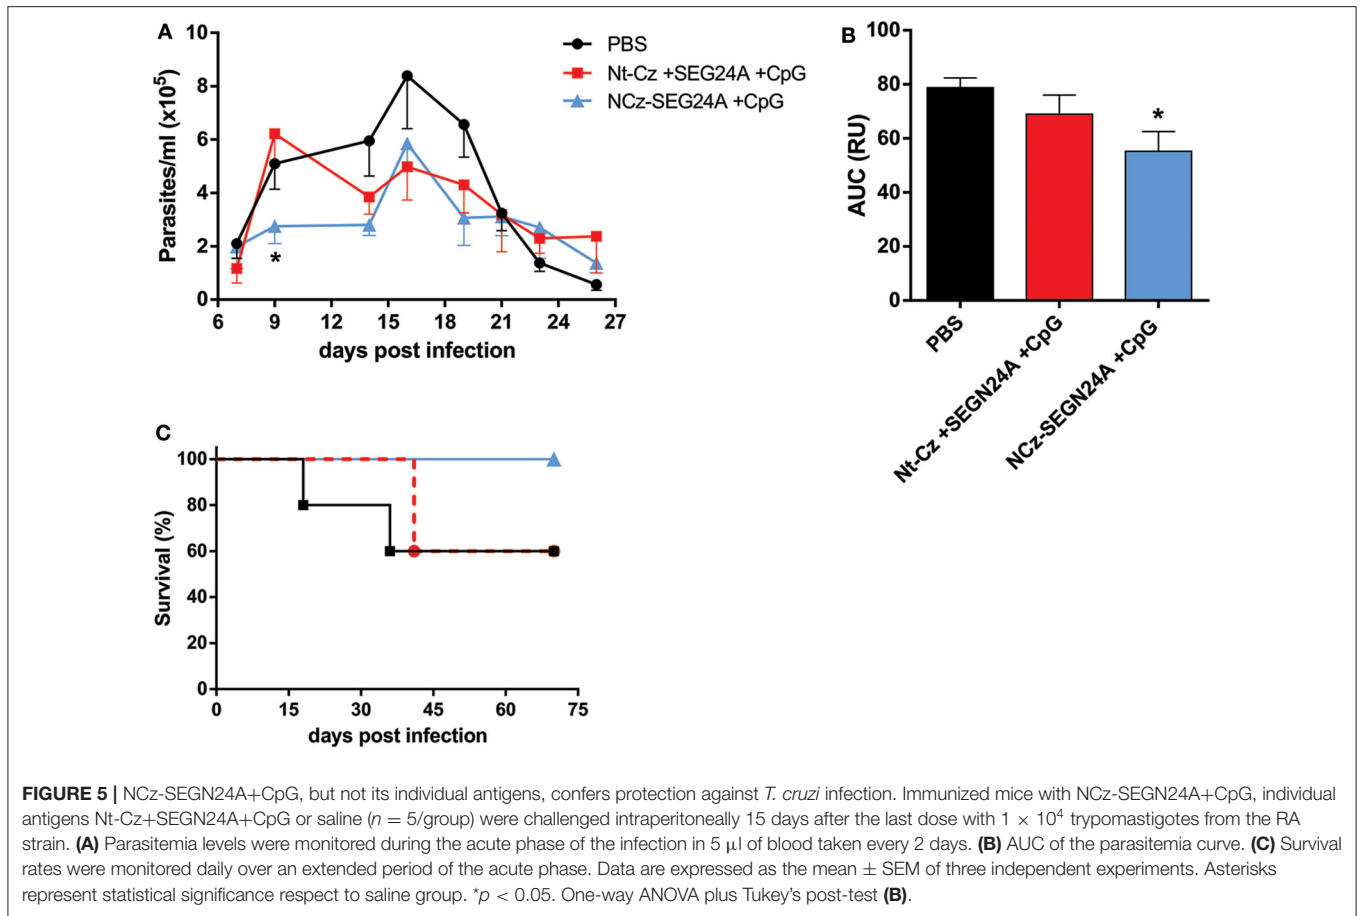 A
10
8
6
4
2
0
Parasites/ml (x10⁵)
6 9 12 15 18 21 24 27
days post infection
*
PBS
Nt-Cz +SEG24A +CpG
NCz-SEG24A +CpG
B
100
80
60
40
20
0
AUC (RU)
*
PBS
Nt-Cz +SEGN24A +CpG
NCz-SEGN24A +CpG
C
100
80
60
40
20
0
Survival (%)
0 15 30 45 60 75
days post infection
FIGURE 5 | NCz-SEGN24A+CpG, but not its individual antigens, confers protection against T. cruzi infection. Immunized mice with NCz-SEGN24A+CpG, individual
antigens Nt-Cz+SEGN24A+CpG or saline (n = 5/group) were challenged intraperitoneally 15 days after the last dose with 1 × 10⁴ trypomastigotes from the RA
strain. (A) Parasitemia levels were monitored during the acute phase of the infection in 5 μl of blood taken every 2 days. (B) AUC of the parasitemia curve. (C) Survival
rates were monitored daily over an extended period of the acute phase. Data are expressed as the mean ± SEM of three independent experiments. Asterisks
represent statistical significance respect to saline group. *p < 0.05. One-way ANOVA plus Tukey's post-test (B).